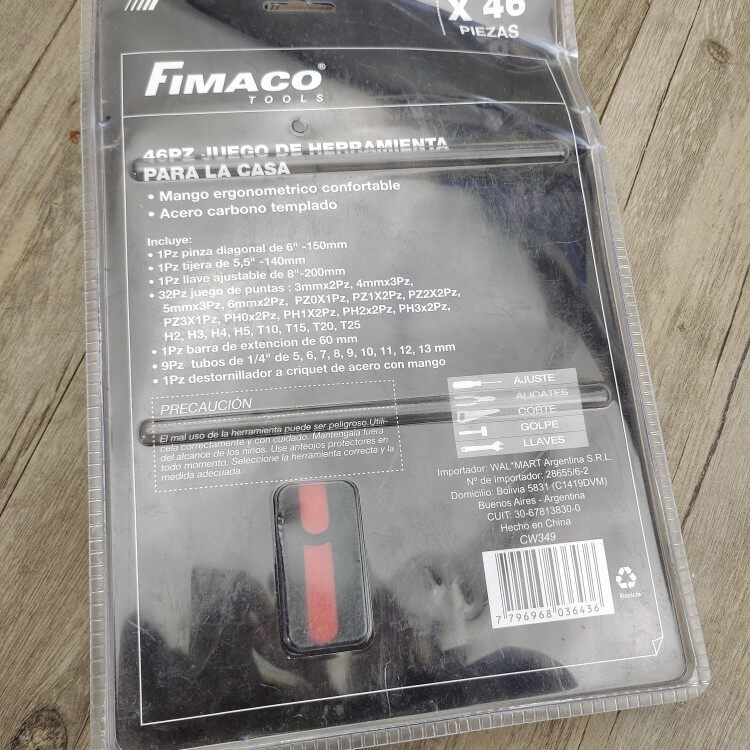 X 46
PIEZAS
FIMACO®
TOOLS
46PZ JUEGO DE HERRAMIENTA
PARA LA CASA
• Mango ergonometrico confortable
• Acero carbono templado
Incluye:
• 1Pz pinza diagonal de 6" -150mm
• 1Pz tijera de 5,5" -140mm
• 1Pz llave ajustable de 8"-200mm
• 32Pz juego de puntas : 3mmx2Pz, 4mmx3Pz,
5mmx3Pz, 6mmx2Pz, PZ0X1Pz, PZ1X2Pz, PZ2X2Pz,
PZ3X1Pz, PH0x2Pz, PH1X2Pz, PH2x2Pz, PH3x2Pz,
H2, H3, H4, H5, T10, T15, T20, T25
• 1Pz barra de extencion de 60 mm
• 9Pz tubos de 1/4" de 5, 6, 7, 8, 9, 10, 11, 12, 13 mm
• 1Pz destornillador a criquet de acero con mango
PRECAUCIÓN
El mal uso de la herramienta puede ser peligroso.Utili-
cela correctamente y con cuidado. Mantengala fuera
del alcance de los ninos. Use anteojos protectores en
todo momento. Seleccione la herramienta correcta y la
medida adecuada.
AJUSTE
ALICATES
CORTE
GOLPE
LLAVES
Importador: WAL*MART Argentina S.R.L.
Nº de Importador: 28655/6-2
Domicilio: Bolivia 5831 (C1419DVM)
Buenos Aires - Argentina
CUIT: 30-67813830-0
Hecho en China
CW349
7 796968 036436
Recicla